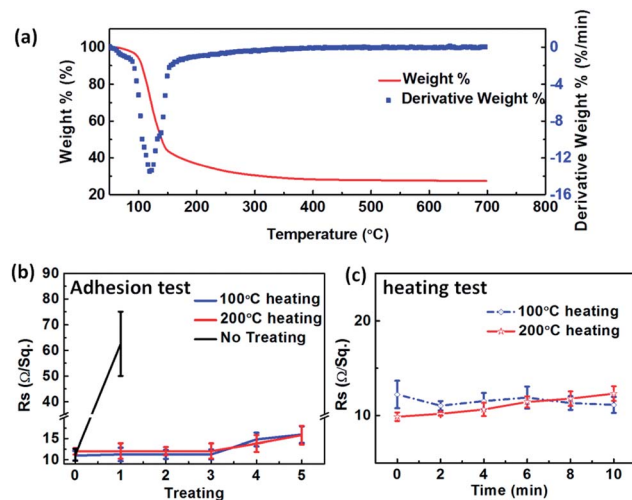 (a)
100
80
60
40
20
Weight % (%)
0
-4
-8
-12
-16
Derivative Weight % (%/min)
Weight %
Derivative Weight %
100 200 300 400 500 600 700 800
Temperature (°C)
(b) Adhesion test
90
80
70
60
50
40
15
10
Rs (Ω/Sq.)
100°C heating
200°C heating
No Treating
0 1 2 3 4 5
Treating
(c) heating test
20
10
Rs (Ω/Sq.)
100°C heating
200°C heating
0 2 4 6 8 10
Time (min)